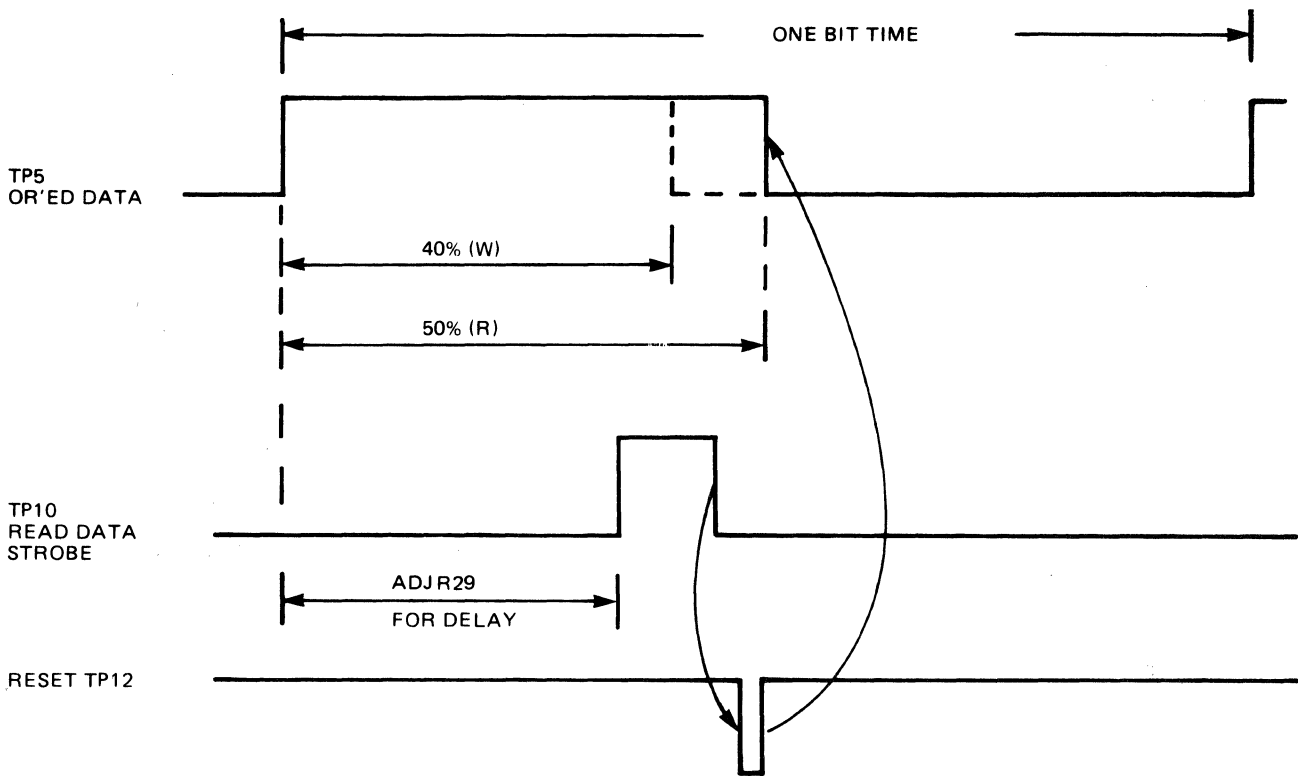 ONE BIT TIME
TP5
OR'ED DATA
40% (W)
50% (R)
TP10
READ DATA
STROBE
ADJ R29
FOR DELAY
RESET TP12